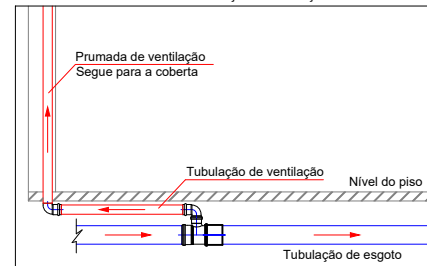 Prumada de ventilação
Segue para a coberta
Tubulação de ventilação
Nível do piso
Tubulação de esgoto